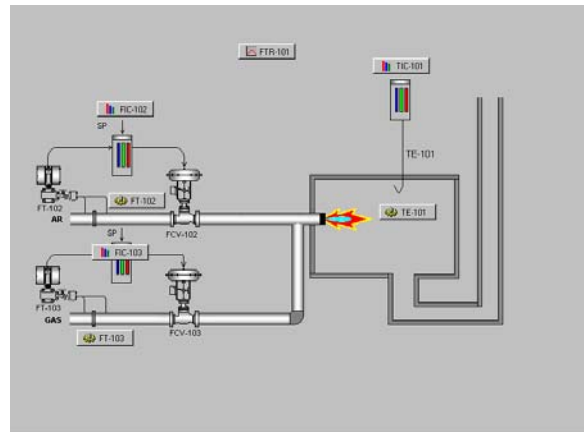 FTR-101
TIC-101
FIC-102
SP
TE-101
FT-102
FT-102
AR
TE-101
FCV-102
SP
FIC-103
FT-103
GAS
FCV-103
FT-103